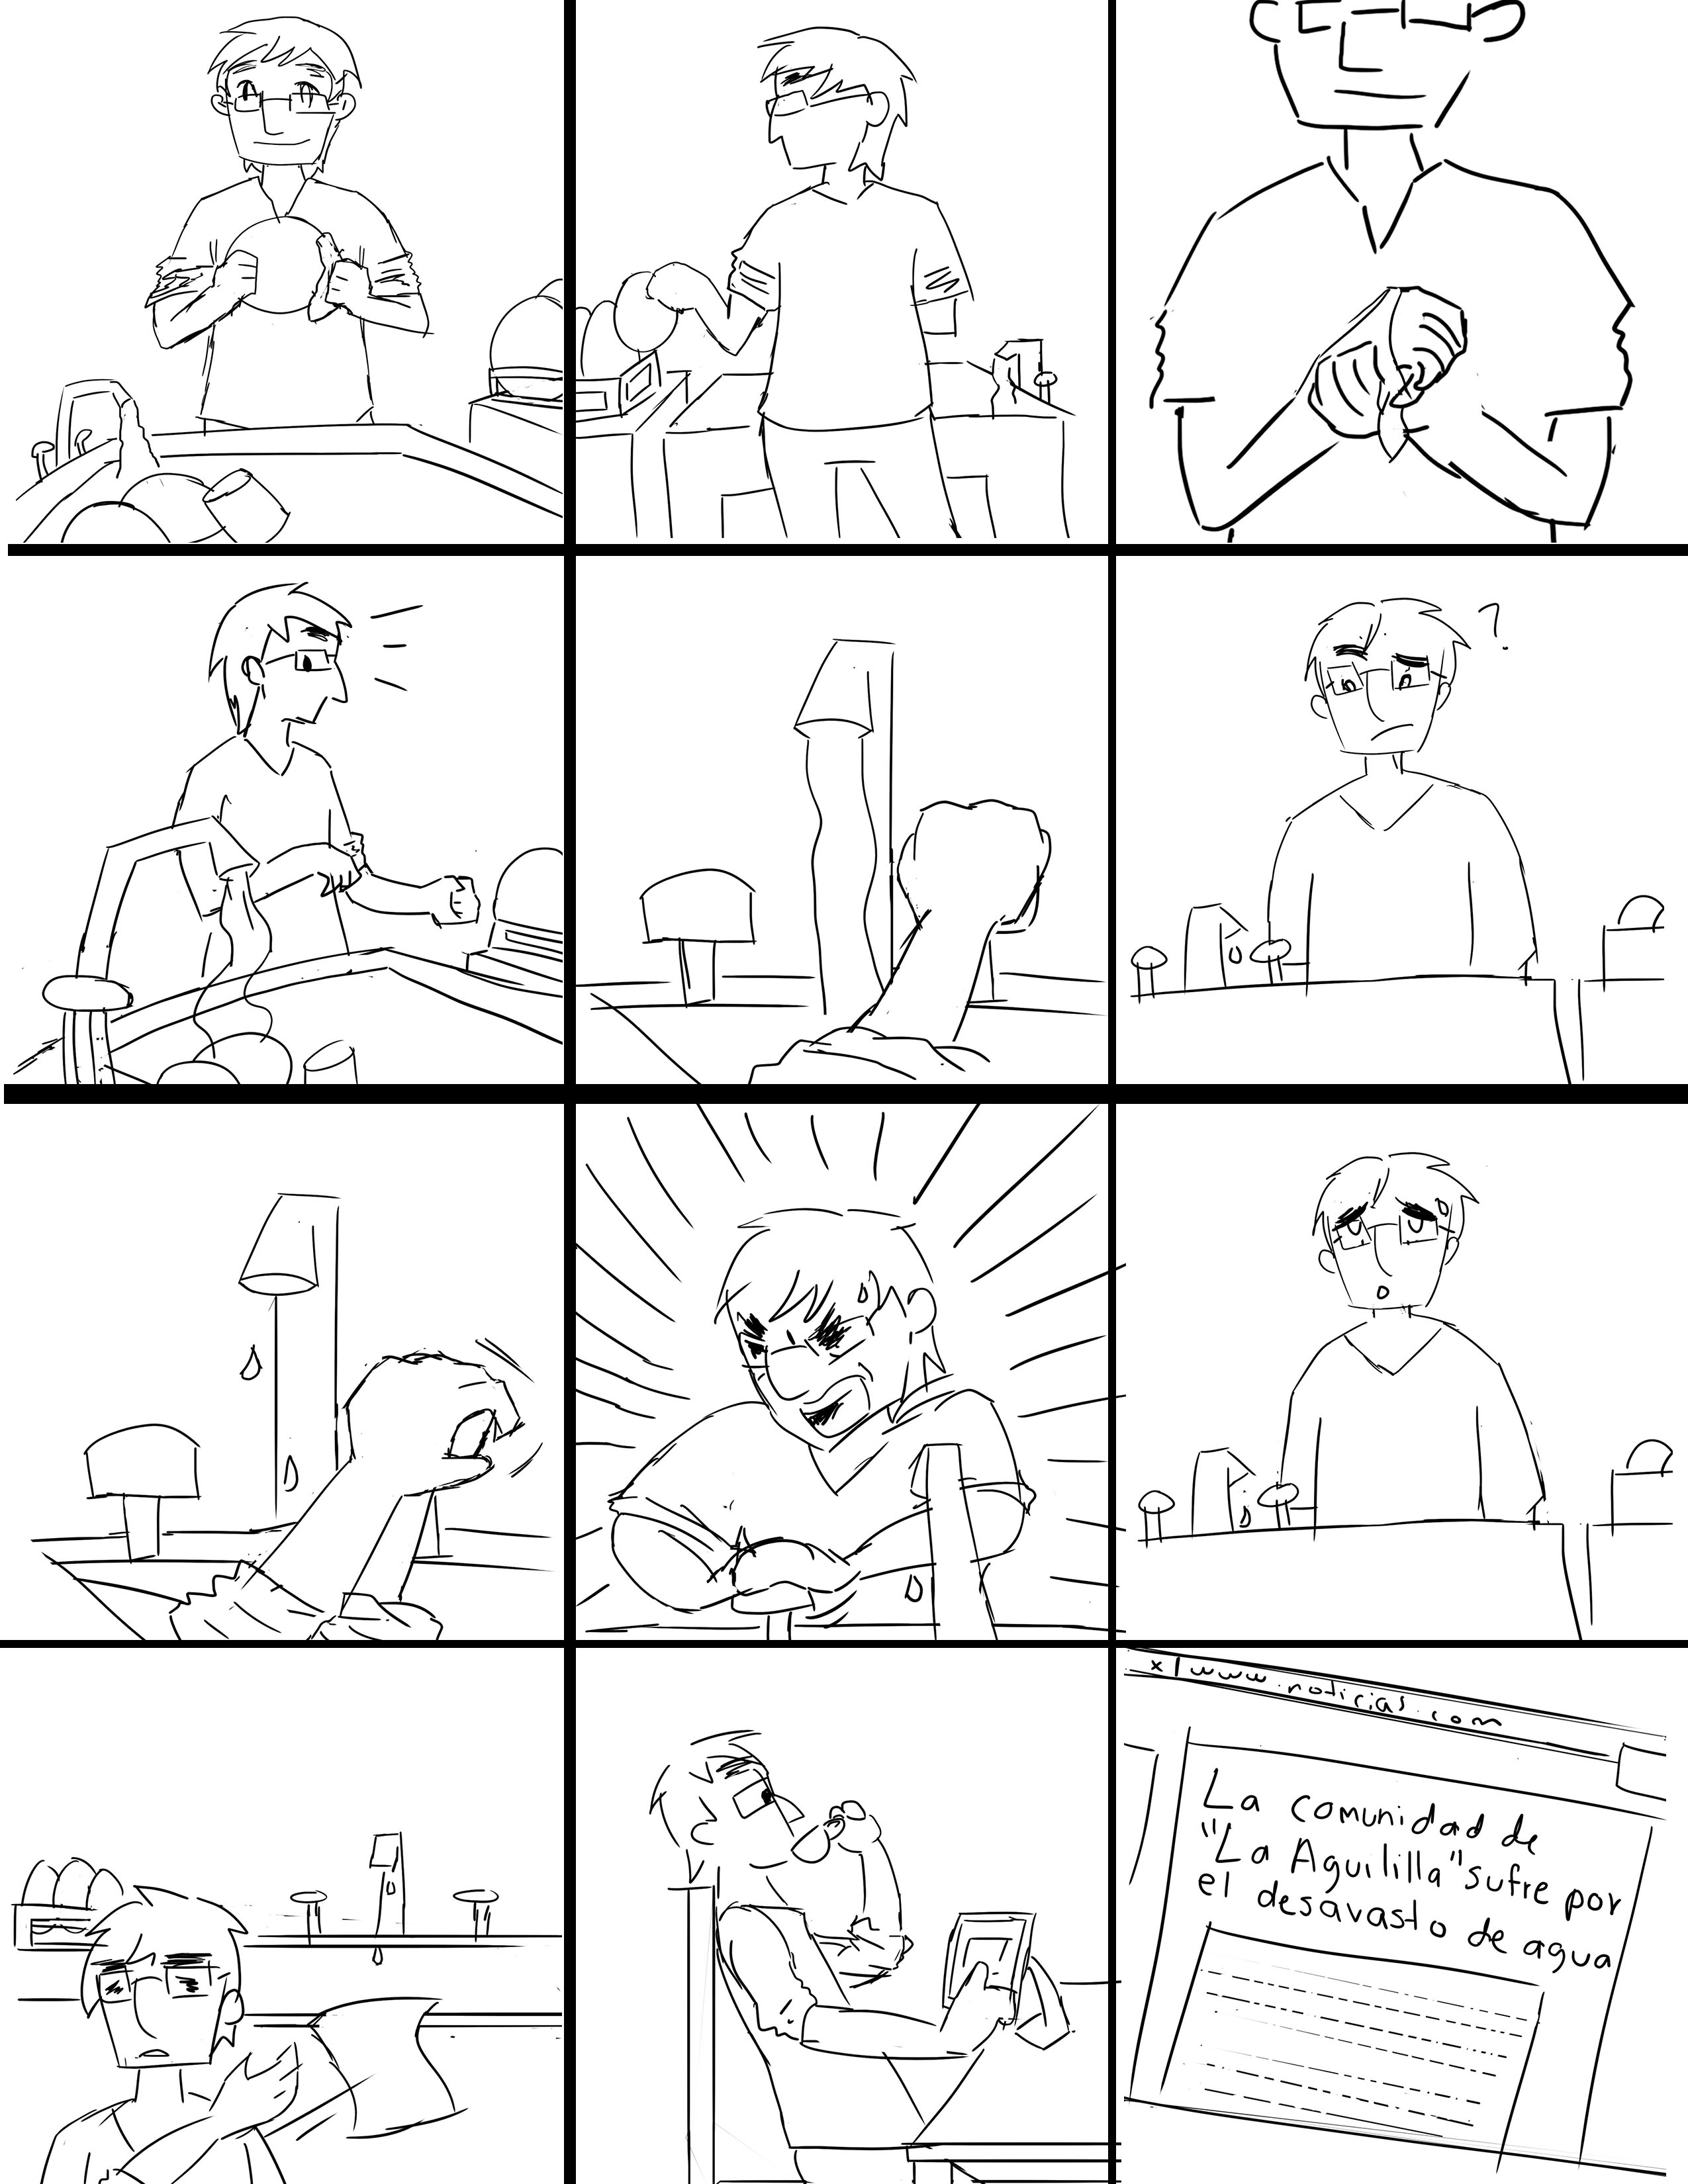 ?
x | www.noticias.com
La comunidad de
"La Aguililla" sufre por
el desavasto de agua